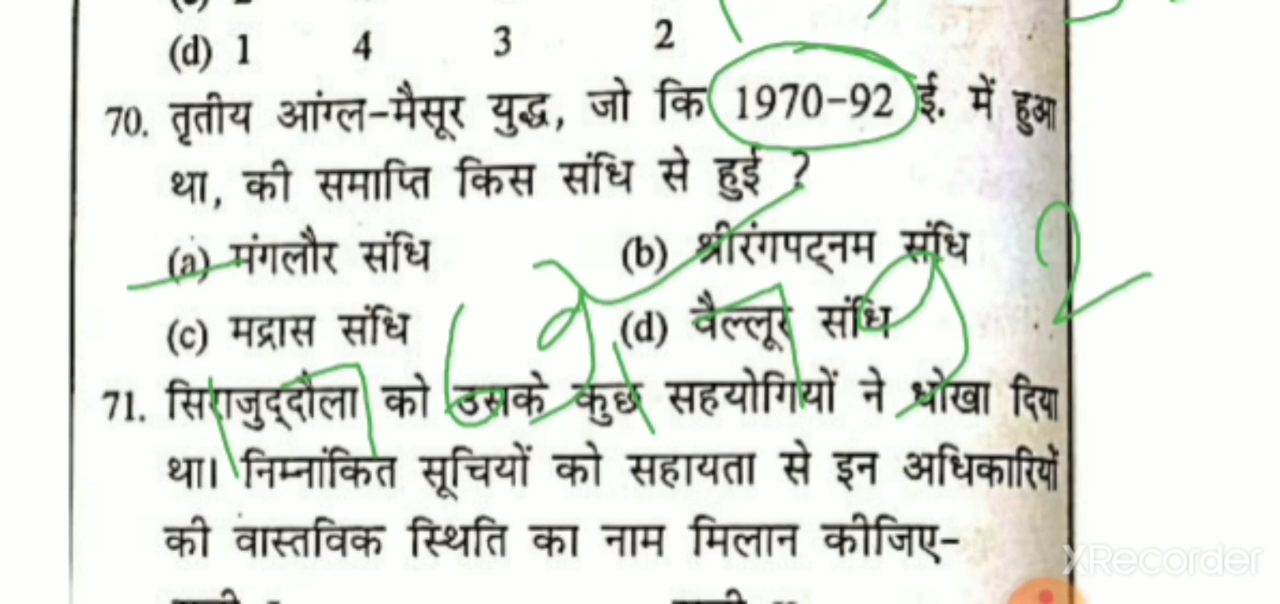 (d) 1 4 3 2
70. तृतीय आंग्ल-मैसूर युद्ध, जो कि 1970-92 ई. में हुआ
था, की समाप्ति किस संधि से हुई ?
(a) मंगलौर संधि (b) श्रीरंगपट्नम संधि
(c) मद्रास संधि (d) वैल्लूर संधि
71. सिराजुद्दौला को उसके कुछ सहयोगियों ने धोखा दिया
था। निम्नांकित सूचियों को सहायता से इन अधिकारियों
की वास्तविक स्थिति का नाम मिलान कीजिए-
XRecorder